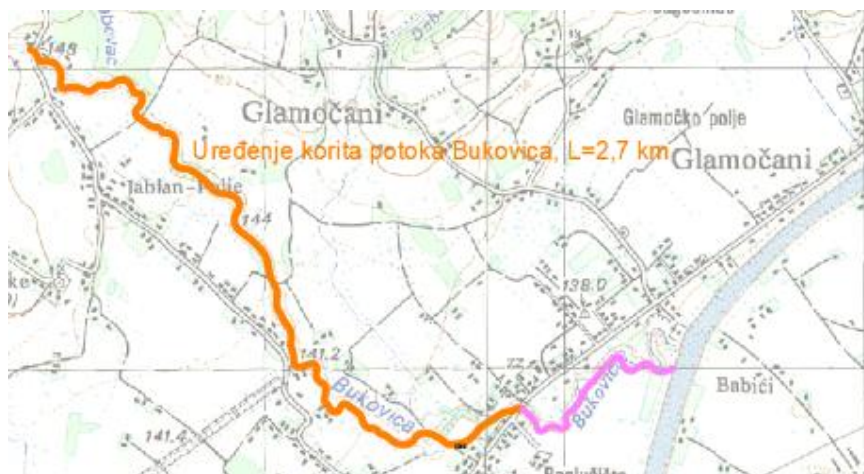 148
Glamočani
Glamočko polje
Uređenje korita potoka Bukovica, L=2,7 km
Glamočani
Jablan-Polje
144
138.0
141.2
77
Bukovica
Bukovica
Babići
141.4